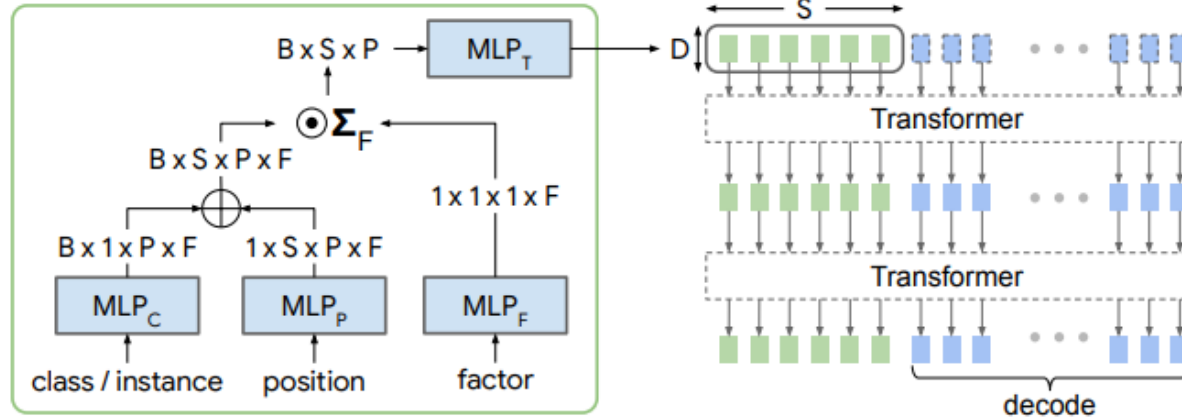 S
B x S x P
MLP_T
D
Transformer
⊙ Σ_F
B x S x P x F
1 x 1 x 1 x F
B x 1 x P x F
1 x S x P x F
Transformer
MLP_C
MLP_P
MLP_F
class / instance
position
factor
decode